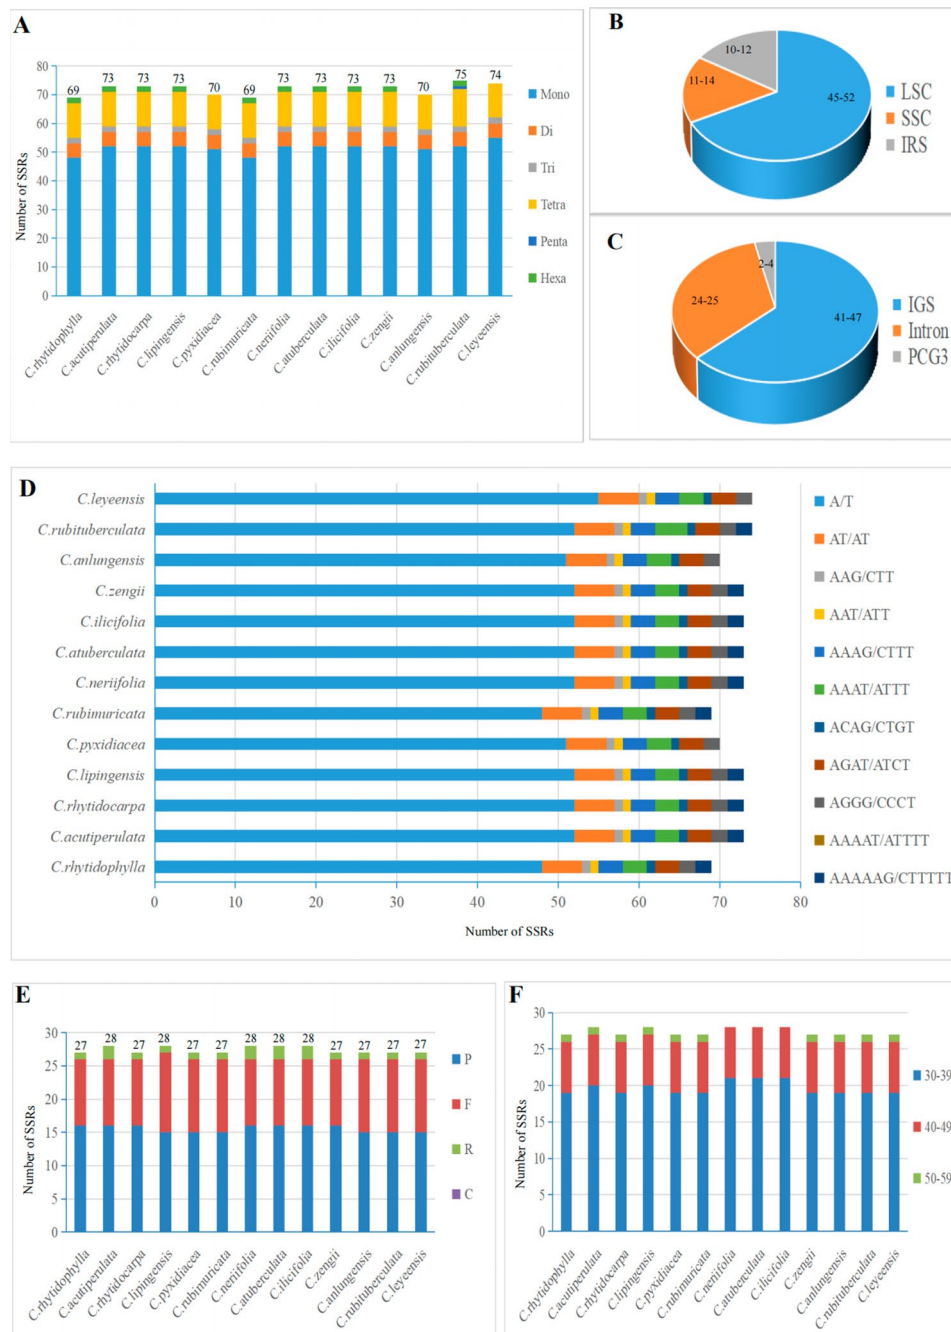 A
Number of SSRs
80
70
60
50
40
30
20
10
0
69
73
73
73
70
69
73
73
73
73
70
75
74
C.rhytidophylla
C.acutiperulata
C.rhytidocarpa
C.lipingensis
C.pyxidiacea
C.rubimuricata
C.neriifolia
C.atuberculata
C.ilicifolia
C.zengii
C.anlungensis
C.rubituberculata
C.leyeensis
Mono
Di
Tri
Tetra
Penta
Hexa
B
10-12
11-14
45-52
LSC
SSC
IRS
C
2-4
24-25
41-47
IGS
Intron
PCG3
D
C.leyeensis
C.rubituberculata
C.anlungensis
C.zengii
C.ilicifolia
C.atuberculata
C.neriifolia
C.rubimuricata
C.pyxidiacea
C.lipingensis
C.rhytidocarpa
C.acutiperulata
C.rhytidophylla
0 10 20 30 40 50 60 70 80
Number of SSRs
A/T
AT/AT
AAG/CTT
AAT/ATT
AAAG/CTTT
AAAT/ATTT
ACAG/CTGT
AGAT/ATCT
AGGG/CCCT
AAAAT/ATTTT
AAAAAG/CTTTTT
E
Number of SSRs
30
25
20
15
10
5
0
27
28
27
28
27
27
28
28
28
27
27
27
27
C.rhytidophylla
C.acutiperulata
C.rhytidocarpa
C.lipingensis
C.pyxidiacea
C.rubimuricata
C.neriifolia
C.atuberculata
C.ilicifolia
C.zengii
C.anlungensis
C.rubituberculata
C.leyeensis
P
F
R
C
F
Number of SSRs
30
25
20
15
10
5
0
C.rhytidophylla
C.acutiperulata
C.rhytidocarpa
C.lipingensis
C.pyxidiacea
C.rubimuricata
C.neriifolia
C.atuberculata
C.ilicifolia
C.zengii
C.anlungensis
C.rubituberculata
C.leyeensis
30-39
40-49
50-59